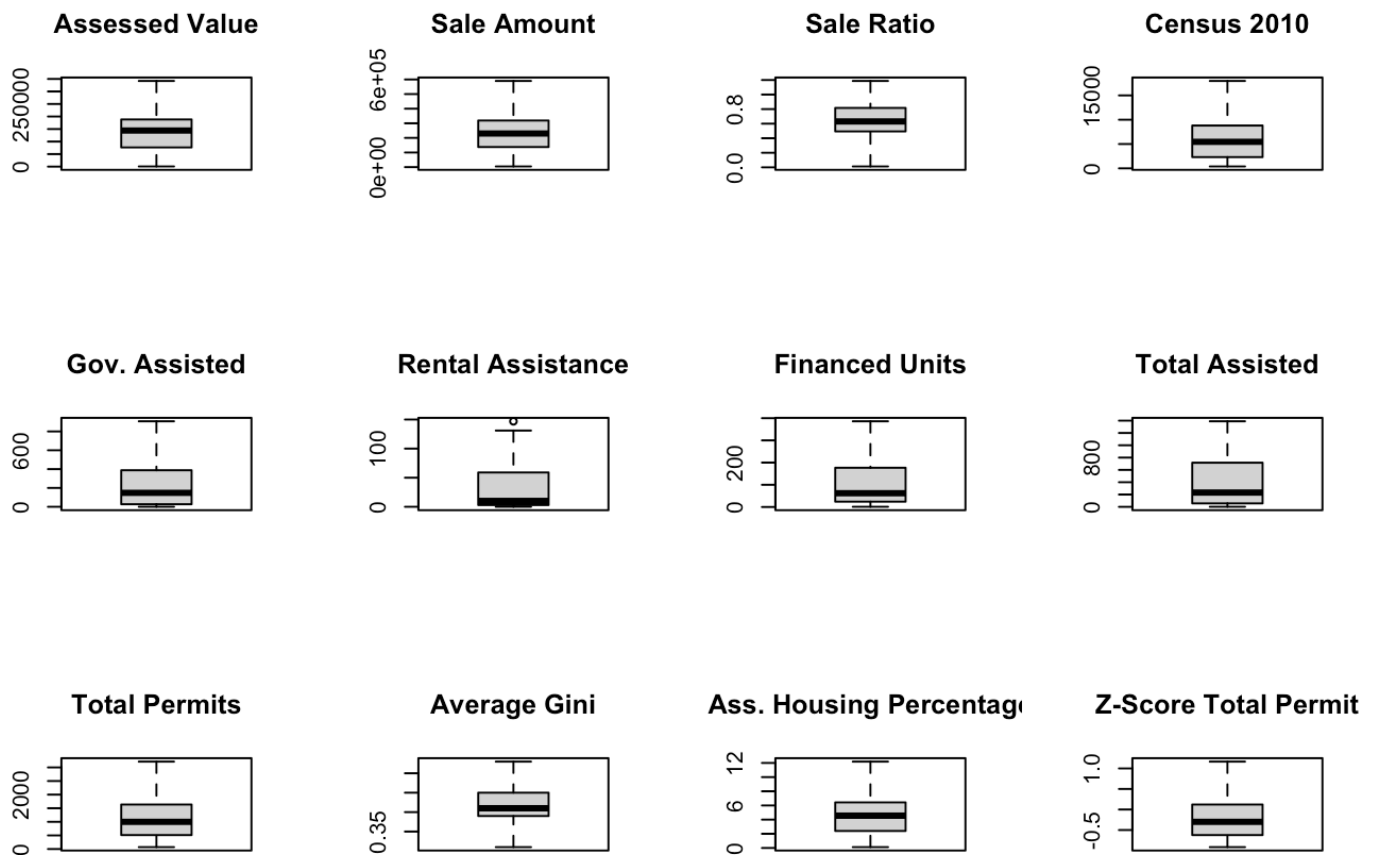 Assessed Value
Sale Amount
Sale Ratio
Census 2010
250000
0
6e+05
0e+00
0.8
0.0
15000
0
Gov. Assisted
Rental Assistance
Financed Units
Total Assisted
600
0
100
0
200
0
800
0
Total Permits
Average Gini
Ass. Housing Percentag
Z-Score Total Permit
2000
0
0.35
12
6
0
1.0
-0.5